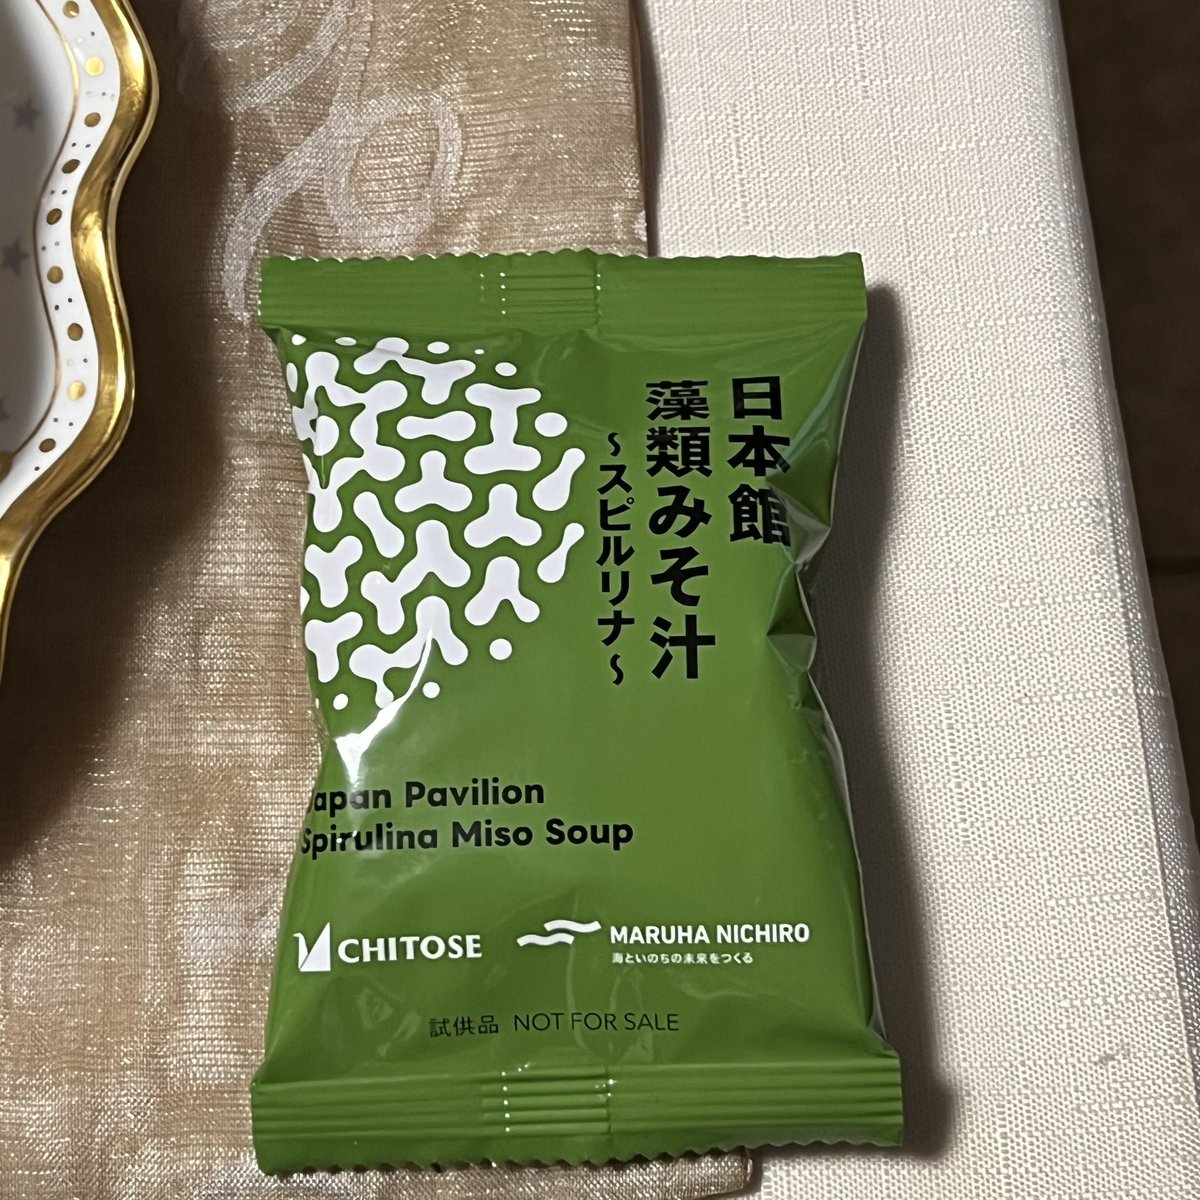 日本館
藻類みそ汁
～スピルリナ～
Japan Pavilion
Spirulina Miso Soup
CHITOSE
MARUHA NICHIRO
海といのちの未来をつくる
試供品 NOT FOR SALE